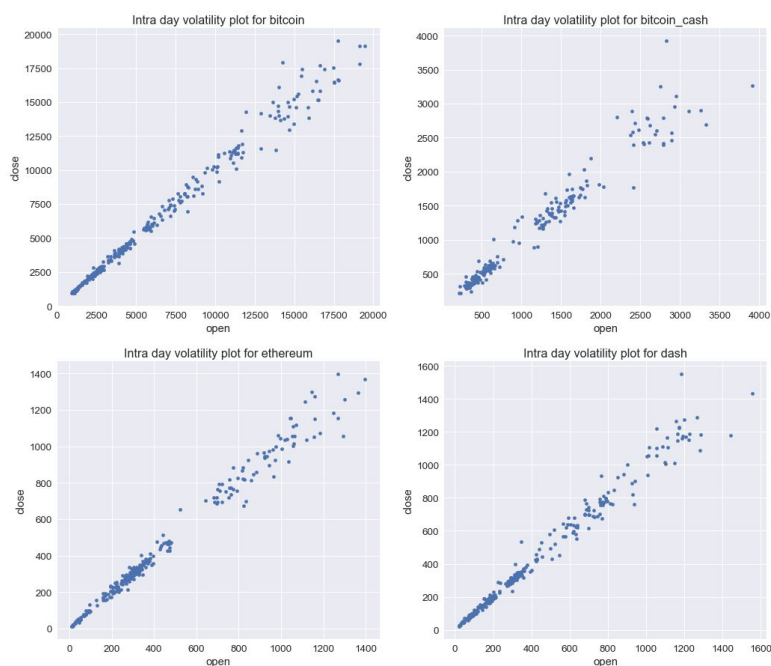 Intra day volatility plot for bitcoin
20000
17500
15000
12500
10000
7500
5000
2500
0
close
0 2500 5000 7500 10000 12500 15000 17500 20000
open
Intra day volatility plot for bitcoin_cash
4000
3500
3000
2500
2000
1500
1000
500
close
500 1000 1500 2000 2500 3000 3500 4000
open
Intra day volatility plot for ethereum
1400
1200
1000
800
600
400
200
0
close
0 200 400 600 800 1000 1200 1400
open
Intra day volatility plot for dash
1600
1400
1200
1000
800
600
400
200
0
close
0 200 400 600 800 1000 1200 1400 1600
open